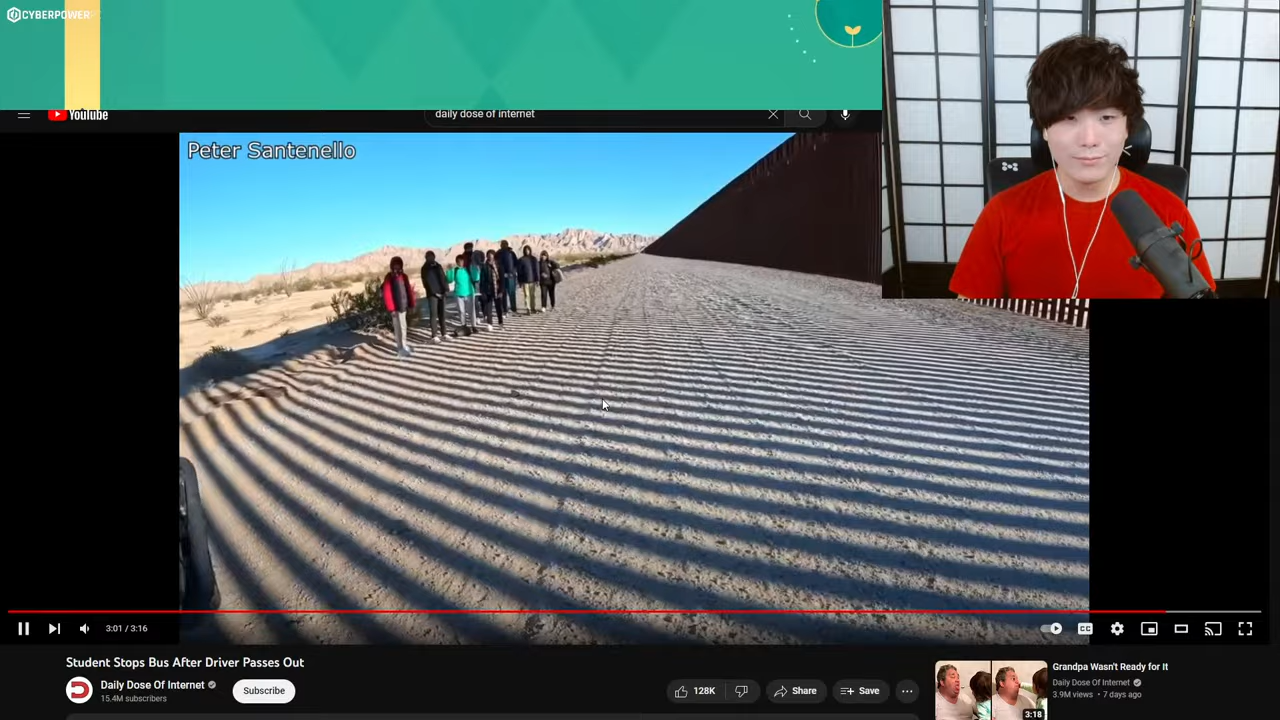 CYBERPOWERPC
YouTube
daily dose of internet
Peter Santenello
3:01 / 3:16
CC
Student Stops Bus After Driver Passes Out
Daily Dose Of Internet
15.4M subscribers
Subscribe
128K
Share
Save
Grandpa Wasn't Ready for It
Daily Dose Of Internet
3.9M views • 7 days ago
3:18